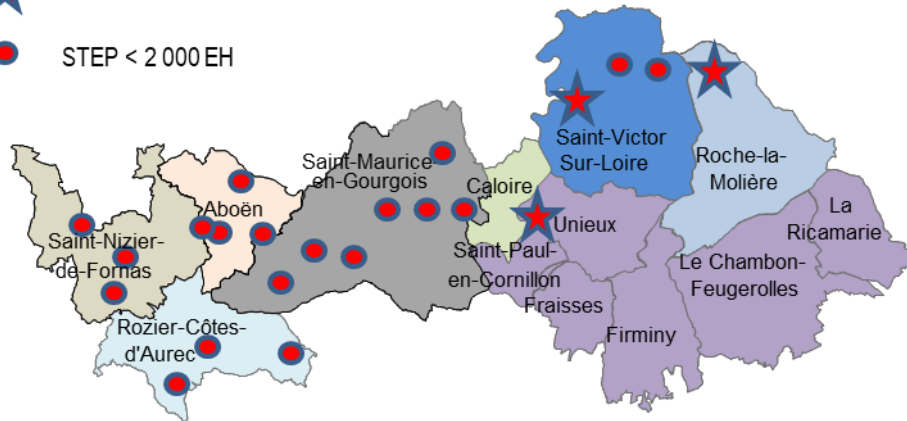 STEP < 2 000 EH
Saint-Victor
Sur-Loire
Roche-la-
Molière
Saint-Maurice-
en-Gourgois
Caloire
La
Ricamarie
Aboën
Unieux
Saint-Nizier-
de-Fornas
Saint-Paul-
en-Cornillon
Le Chambon-
Feugerolles
Fraisses
Firminy
Rozier-Côtes-
d'Aurec